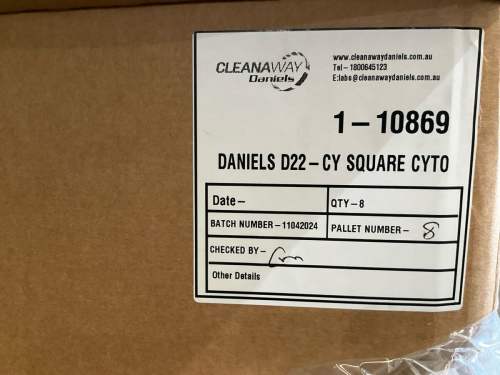 CLEANAWAY
Daniels
www.cleanawaydaniels.com.au
Tel- 1800645123
E:labs@cleanawaydaniels.com.au
1-10869
DANIELS D22-CY SQUARE CYTO
Date-
QTY-8
BATCH NUMBER-11042024
PALLET NUMBER- 8
CHECKED BY-
Other Details